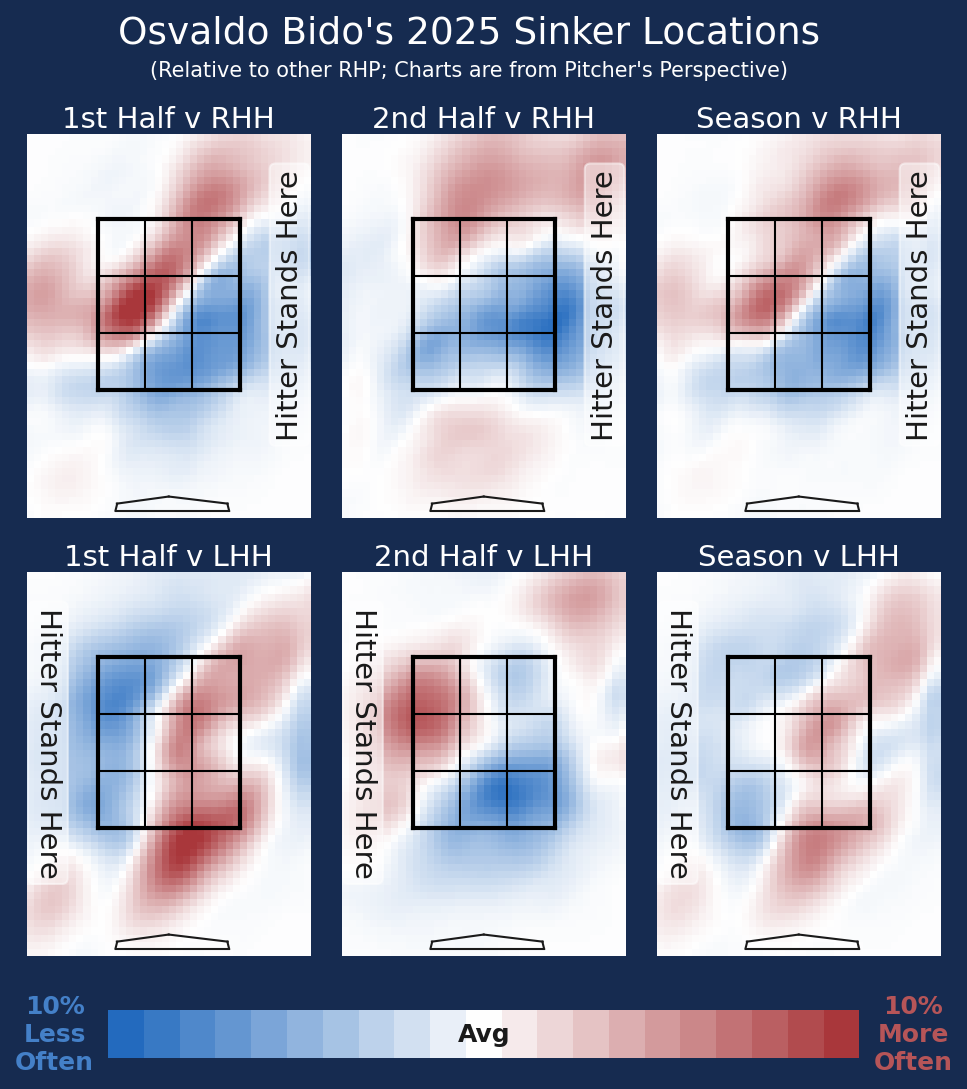 Osvaldo Bido's 2025 Sinker Locations
(Relative to other RHP; Charts are from Pitcher's Perspective)
1st Half v RHH
2nd Half v RHH
Season v RHH
Hitter Stands Here
Hitter Stands Here
Hitter Stands Here
1st Half v LHH
2nd Half v LHH
Season v LHH
Hitter Stands Here
Hitter Stands Here
Hitter Stands Here
10%
Less
Often
Avg
10%
More
Often